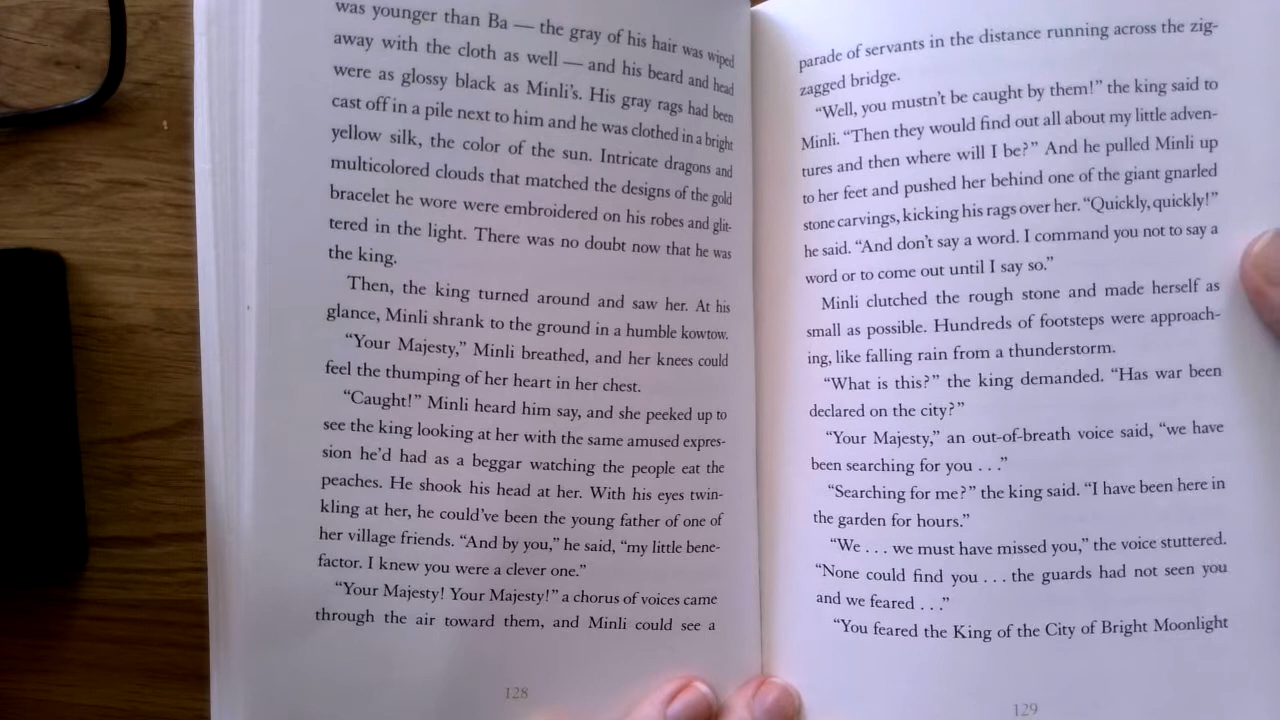 was younger than Ba — the gray of his hair was wiped
away with the cloth as well — and his beard and head
were as glossy black as Minli's. His gray rags had been
cast off in a pile next to him and he was clothed in a bright
yellow silk, the color of the sun. Intricate dragons and
multicolored clouds that matched the designs of the gold
bracelet he wore were embroidered on his robes and glit-
tered in the light. There was no doubt now that he was
the king.
Then, the king turned around and saw her. At his
glance, Minli shrank to the ground in a humble kowtow.
“Your Majesty,” Minli breathed, and her knees could
feel the thumping of her heart in her chest.
“Caught!” Minli heard him say, and she peeked up to
see the king looking at her with the same amused expres-
sion he’d had as a beggar watching the people eat the
peaches. He shook his head at her. With his eyes twin-
kling at her, he could’ve been the young father of one of
her village friends. “And by you,” he said, “my little bene-
factor. I knew you were a clever one.”
“Your Majesty! Your Majesty!” a chorus of voices came
through the air toward them, and Minli could see a
128
parade of servants in the distance running across the zig-
zagged bridge.
“Well, you mustn’t be caught by them!” the king said to
Minli. “Then they would find out all about my little adven-
tures and then where will I be?” And he pulled Minli up
to her feet and pushed her behind one of the giant gnarled
stone carvings, kicking his rags over her. “Quickly, quickly!”
he said. “And don’t say a word. I command you not to say a
word or to come out until I say so.”
Minli clutched the rough stone and made herself as
small as possible. Hundreds of footsteps were approach-
ing, like falling rain from a thunderstorm.
“What is this?” the king demanded. “Has war been
declared on the city?”
“Your Majesty,” an out-of-breath voice said, “we have
been searching for you . . .”
“Searching for me?” the king said. “I have been here in
the garden for hours.”
“We . . . we must have missed you,” the voice stuttered.
“None could find you . . . the guards had not seen you
and we feared . . .”
“You feared the King of the City of Bright Moonlight
129